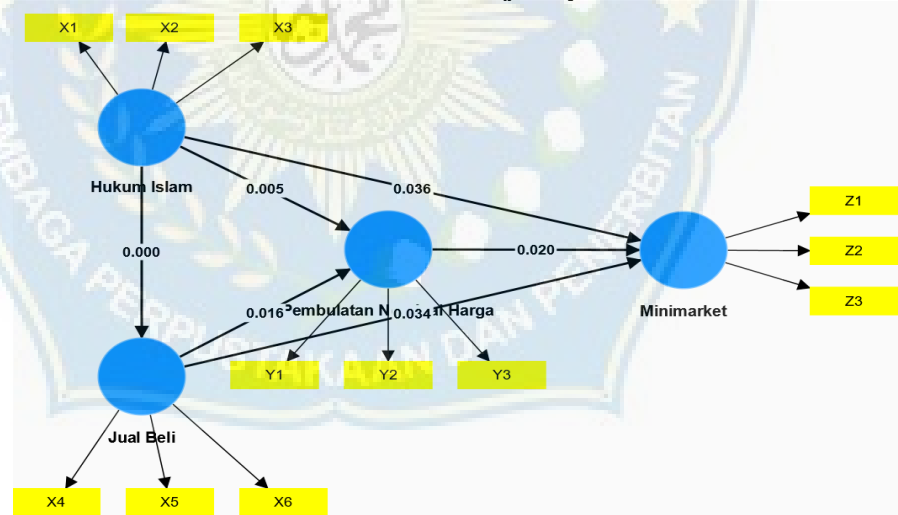 X1
X2
X3
Hukum Islam
0.005
0.036
0.000
0.020
Z1
Z2
Z3
Minimarket
0.016
Pembulatan
0.034
Harga
Y1
Y2
Y3
Jual Beli
X4
X5
X6